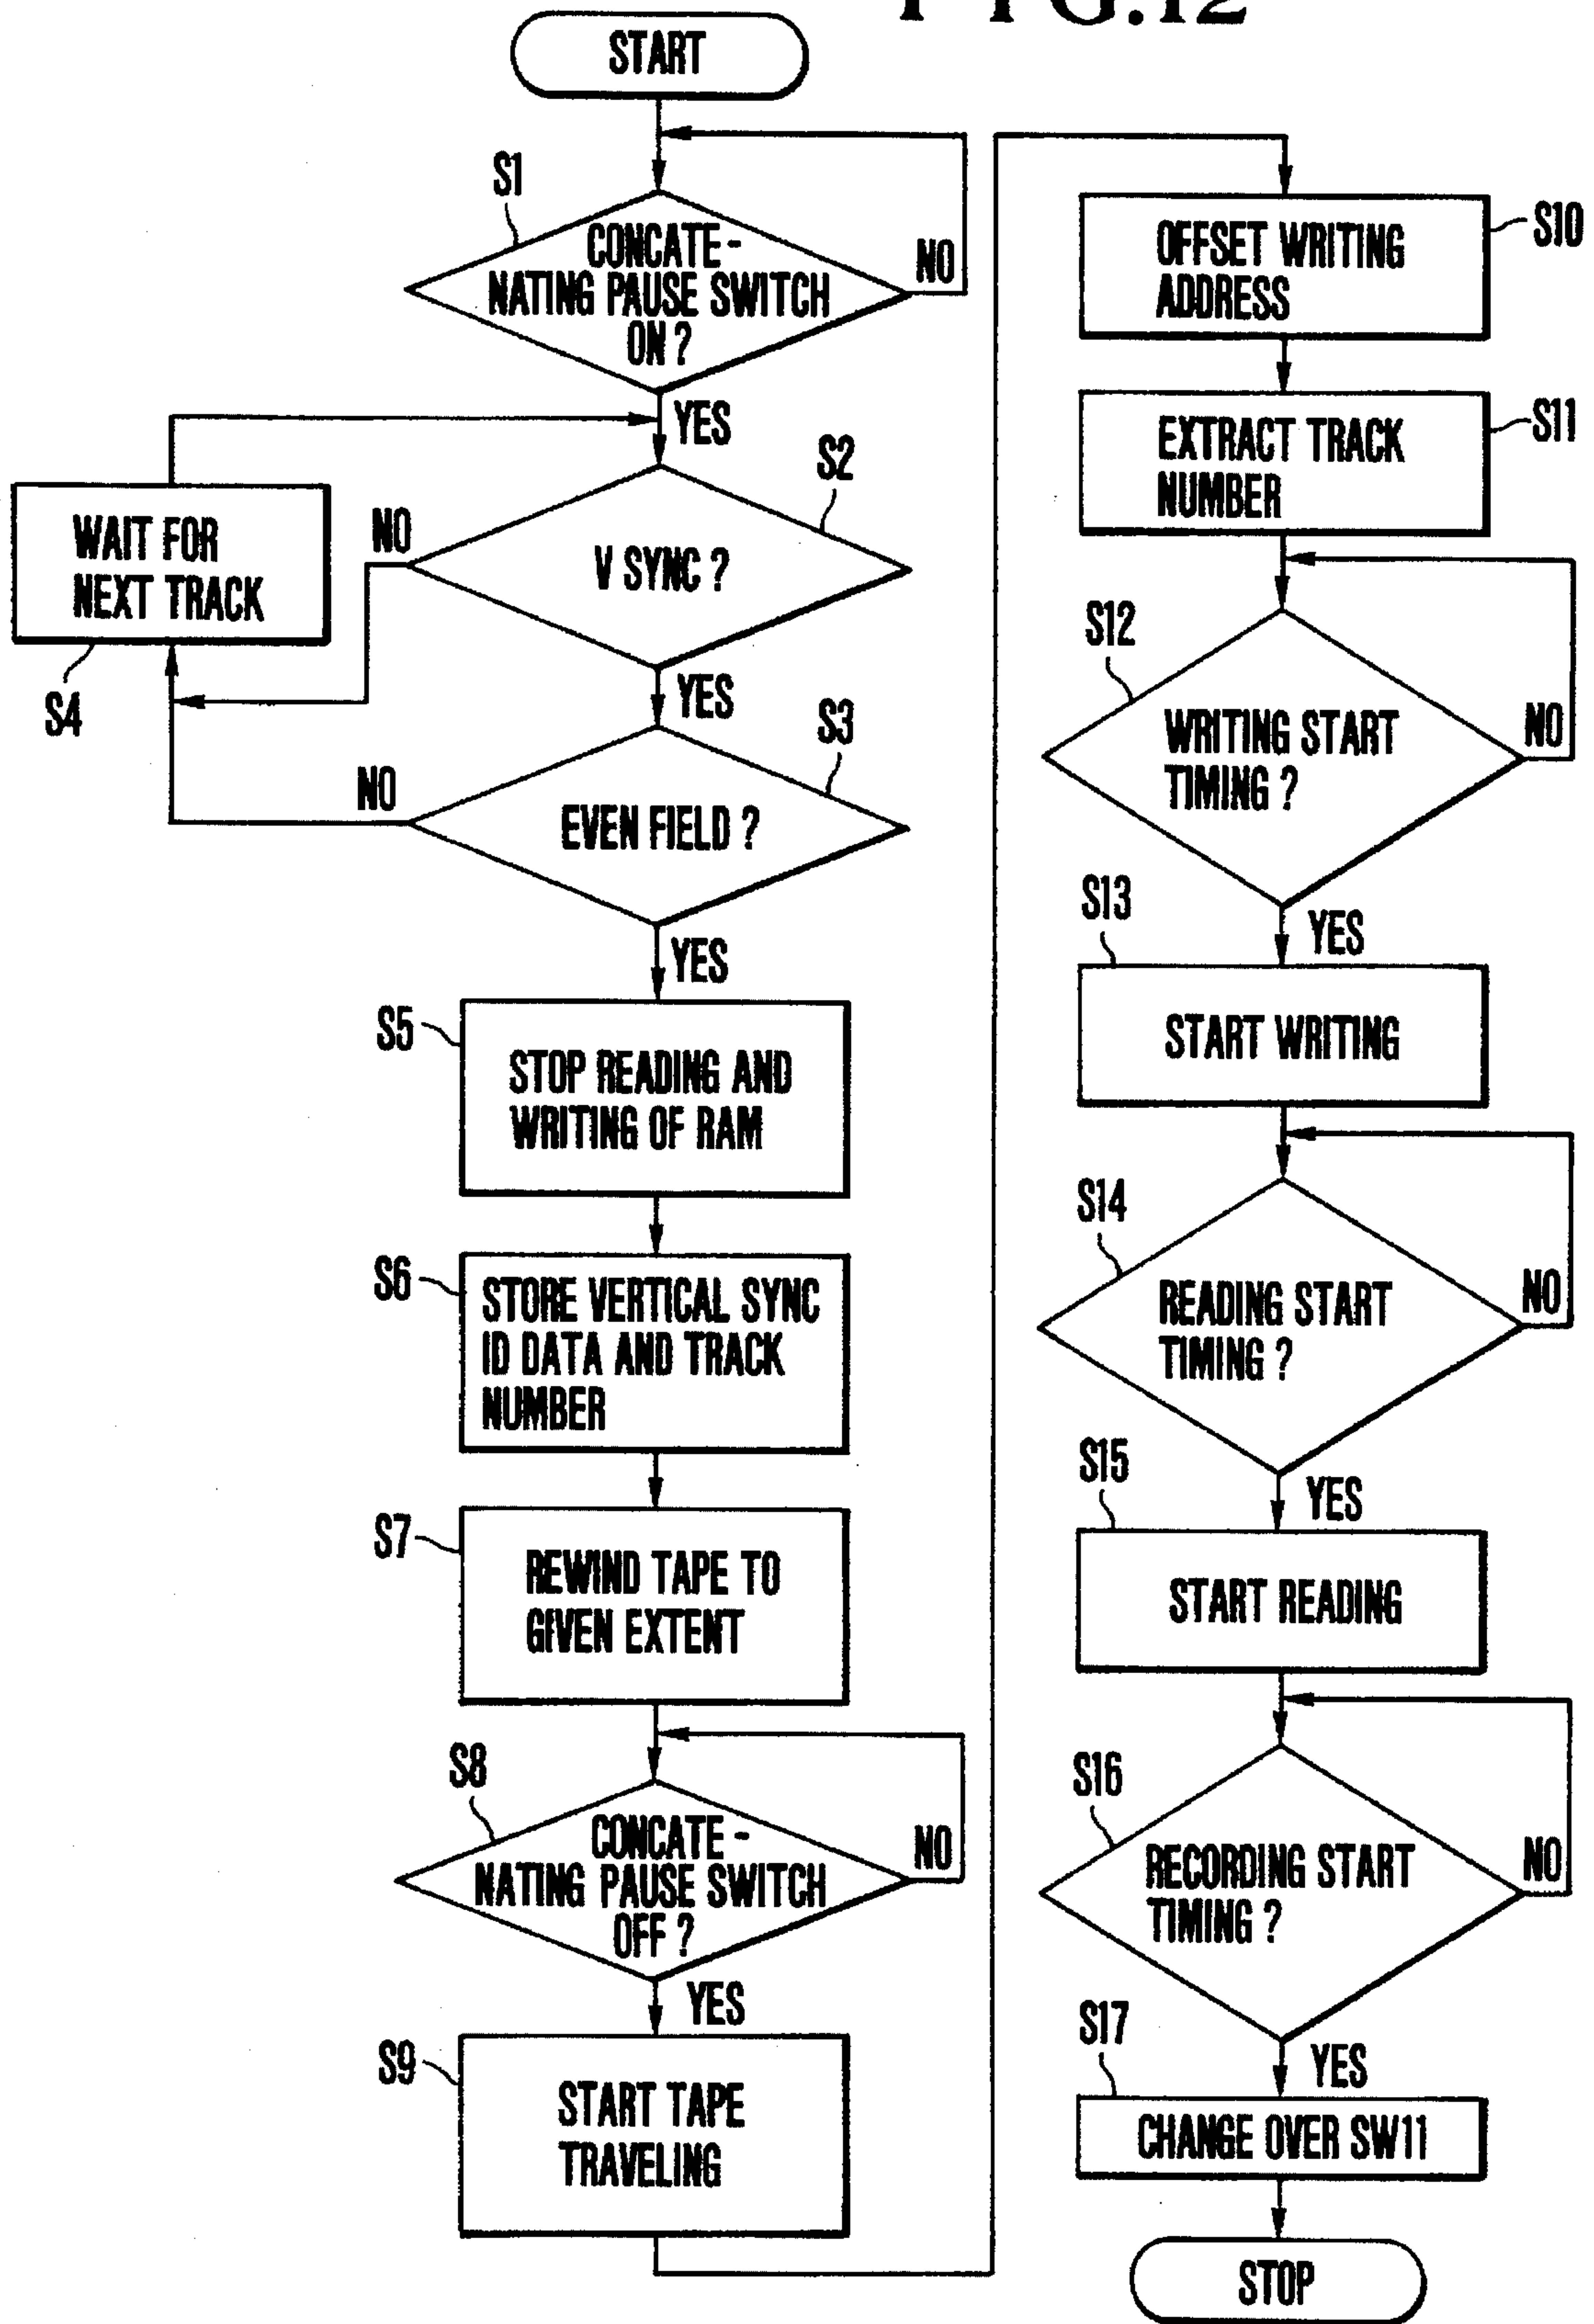 FIG.12
START
S1
CONCATE-
NATING PAUSE SWITCH
ON ?
NO
YES
S2
V SYNC ?
NO
WAIT FOR
NEXT TRACK
S4
YES
S3
EVEN FIELD ?
NO
YES
S5
STOP READING AND
WRITING OF RAM
S6
STORE VERTICAL SYNC
ID DATA AND TRACK
NUMBER
S7
REWIND TAPE TO
GIVEN EXTENT
S8
CONCATE-
NATING PAUSE SWITCH
OFF ?
NO
YES
S9
START TAPE
TRAVELING
S10
OFFSET WRITING
ADDRESS
S11
EXTRACT TRACK
NUMBER
S12
WRITING START
TIMING ?
NO
YES
S13
START WRITING
S14
READING START
TIMING ?
NO
YES
S15
START READING
S16
RECORDING START
TIMING ?
NO
YES
S17
CHANGE OVER SW11
STOP